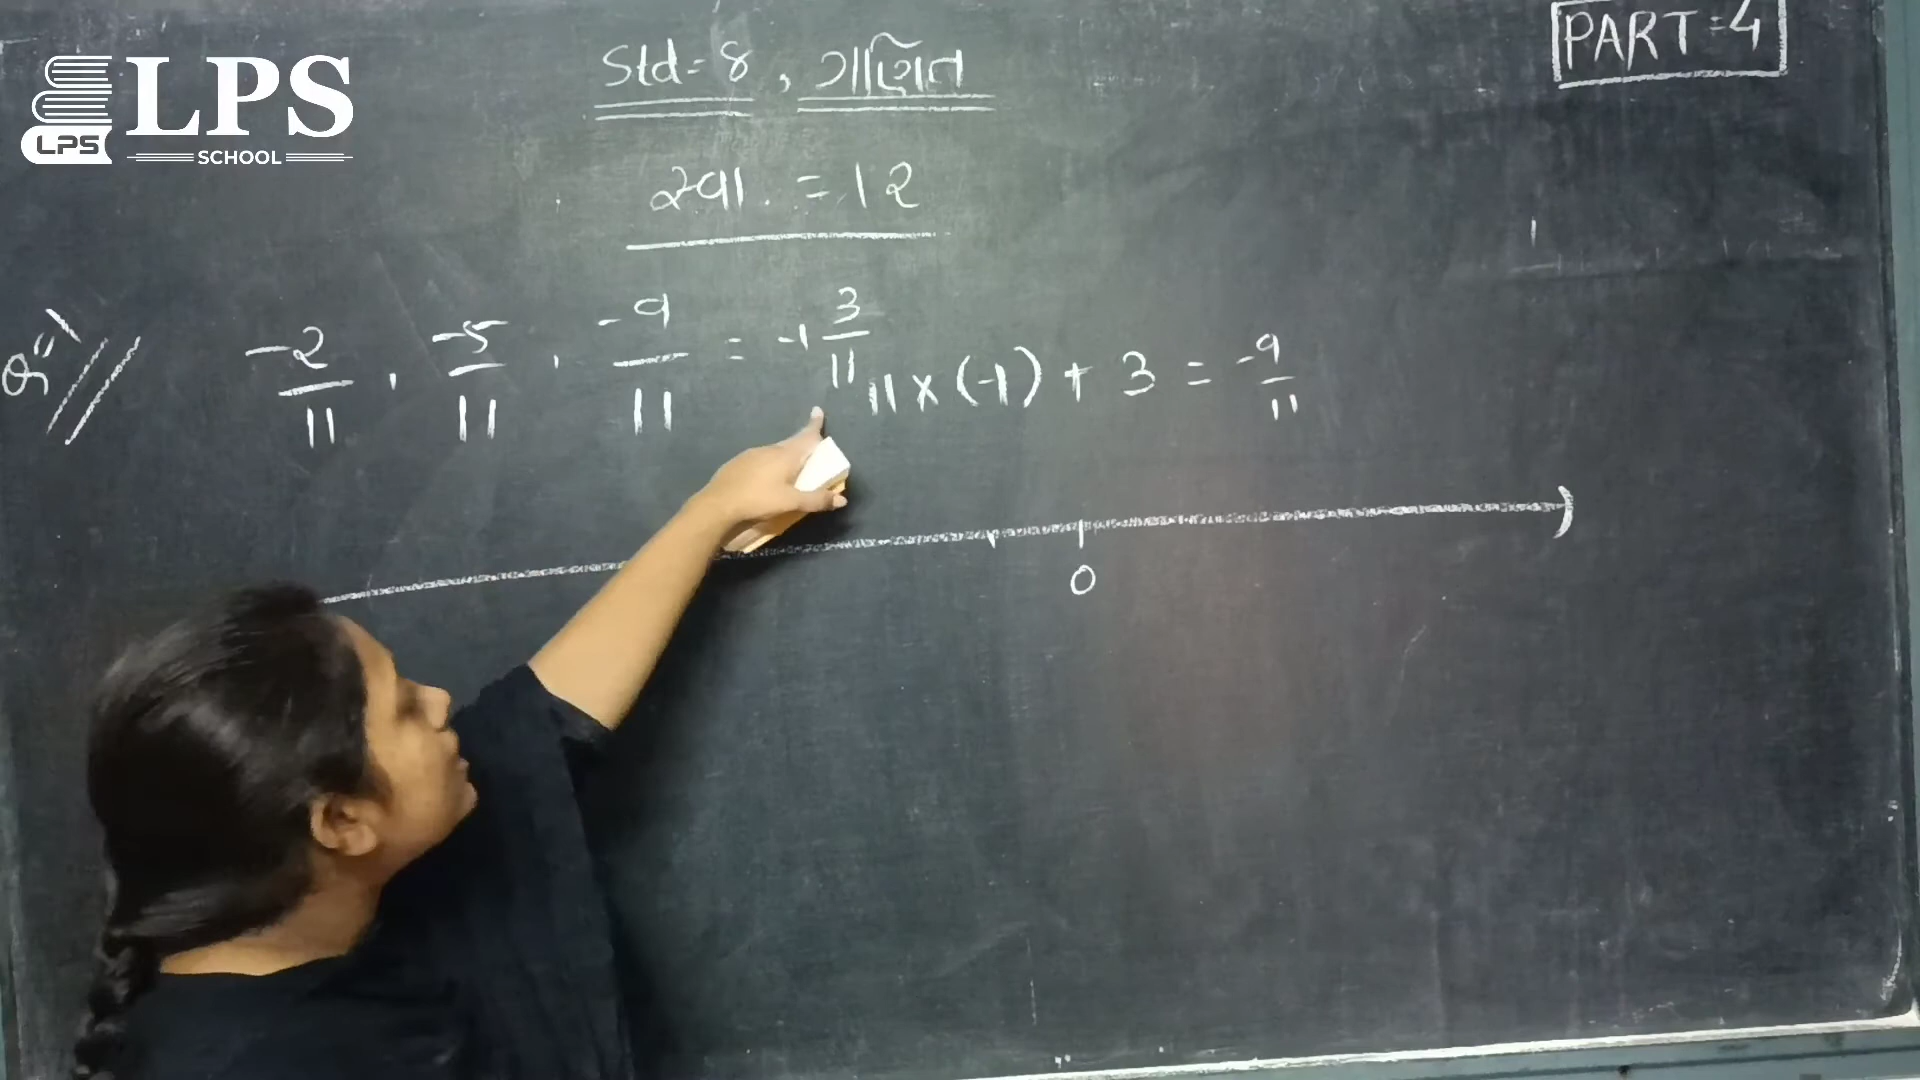 LPS
LPS
SCHOOL
Std = 8 , ગણિત
PART = 4
સ્વા. = 12
-2/11 , -5/11 , -9/11 = -1 3/11 11 x (-1) + 3 = -9/11
0